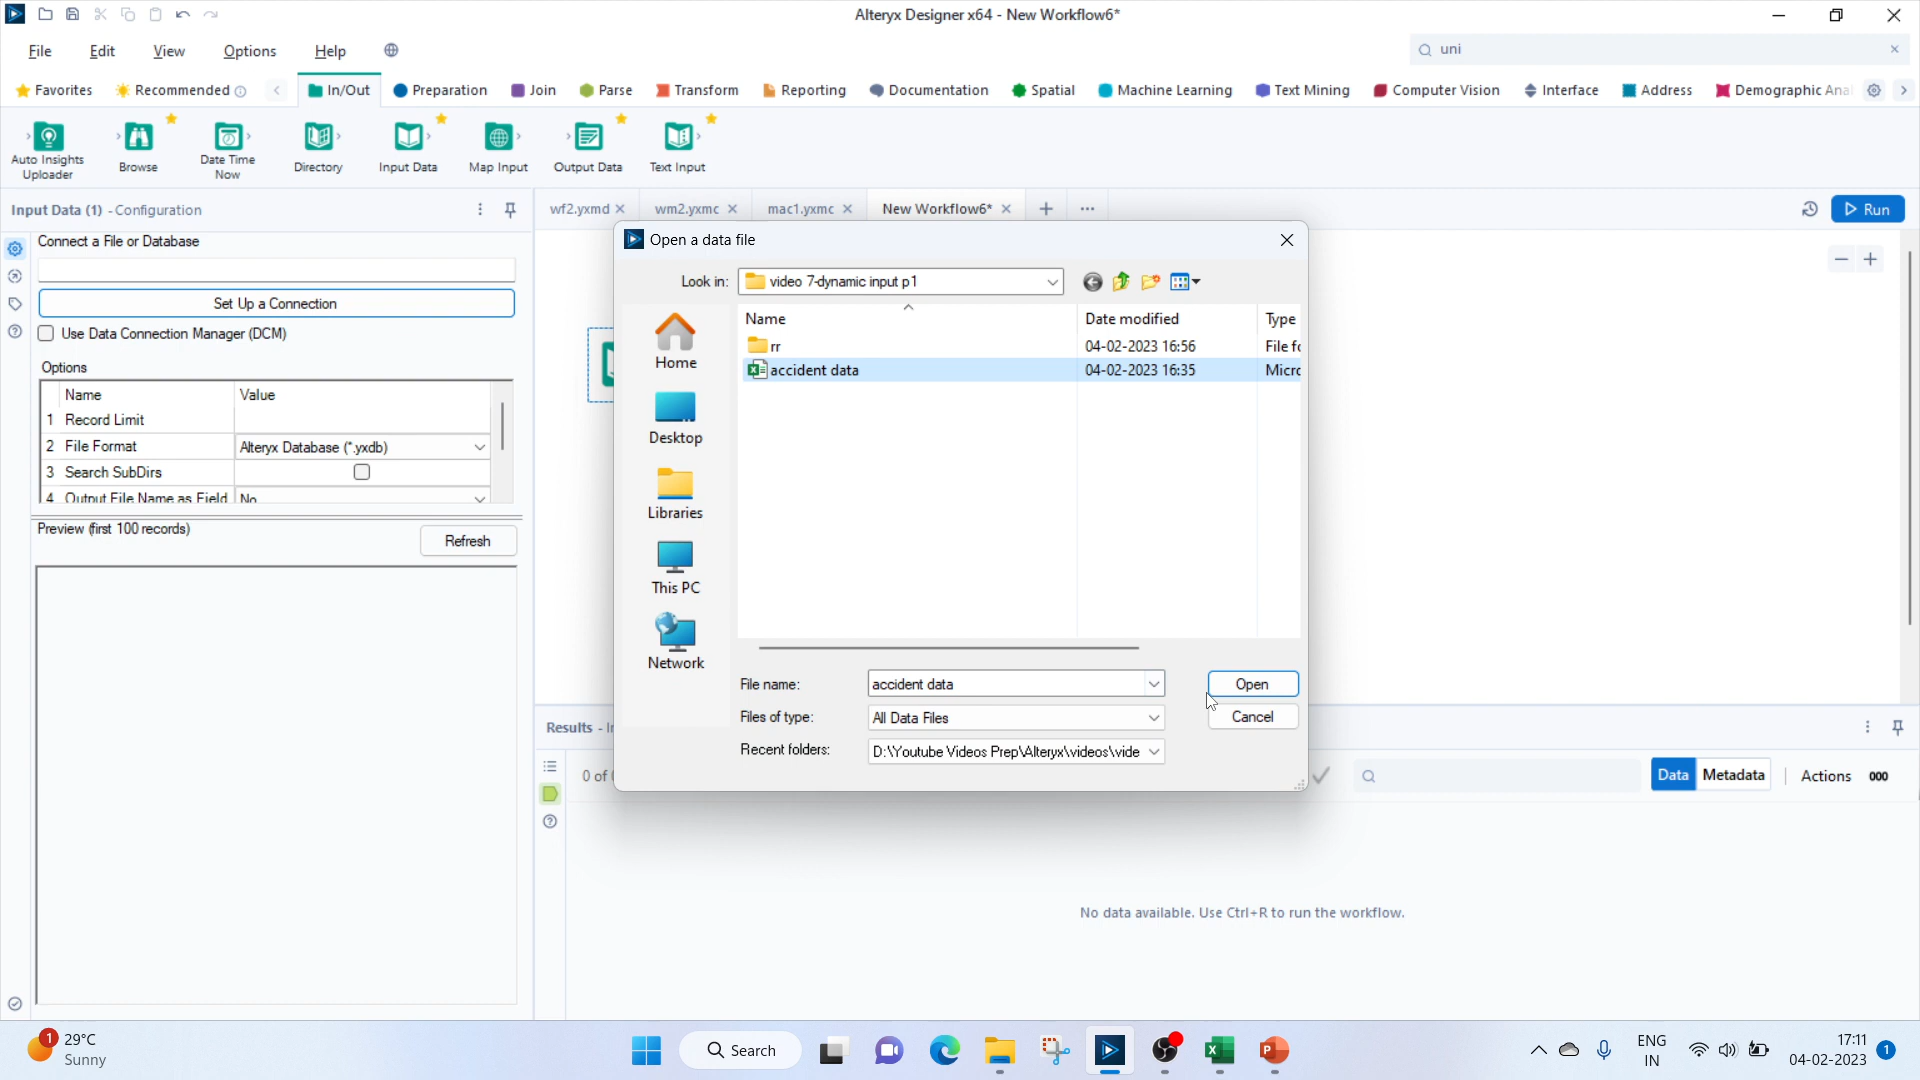 Alteryx Designer x64 - New Workflow6*
File Edit View Options Help
uni
Favorites Recommended In/Out Preparation Join Parse Transform Reporting Documentation Spatial Machine Learning Text Mining Computer Vision Interface Address Demographic Ana
Auto Insights Uploader
Browse
Date Time Now
Directory
Input Data
Map Input
Output Data
Text Input
Input Data (1) - Configuration
wf2.yxmd wm2.yxmc mac1.yxmc New Workflow6*
Run
Connect a File or Database
Set Up a Connection
Use Data Connection Manager (DCM)
Options
Name Value
1 Record Limit
2 File Format Alteryx Database (*.yxdb)
3 Search SubDirs
4 Output File Name as Field No
Preview (first 100 records)
Refresh
Open a data file
Look in: video 7-dynamic input p1
Home
Desktop
Libraries
This PC
Network
Name Date modified Type
rr 04-02-2023 16:56 File fo
accident data 04-02-2023 16:35 Micro
File name: accident data Open
Files of type: All Data Files Cancel
Recent folders: D:\Youtube Videos Prep\Alteryx\videos\vide
Results - In
0 of
Data Metadata Actions 000
No data available. Use Ctrl+R to run the workflow.
1
29°C
Sunny
Search
ENG
IN
17:11
04-02-2023
1